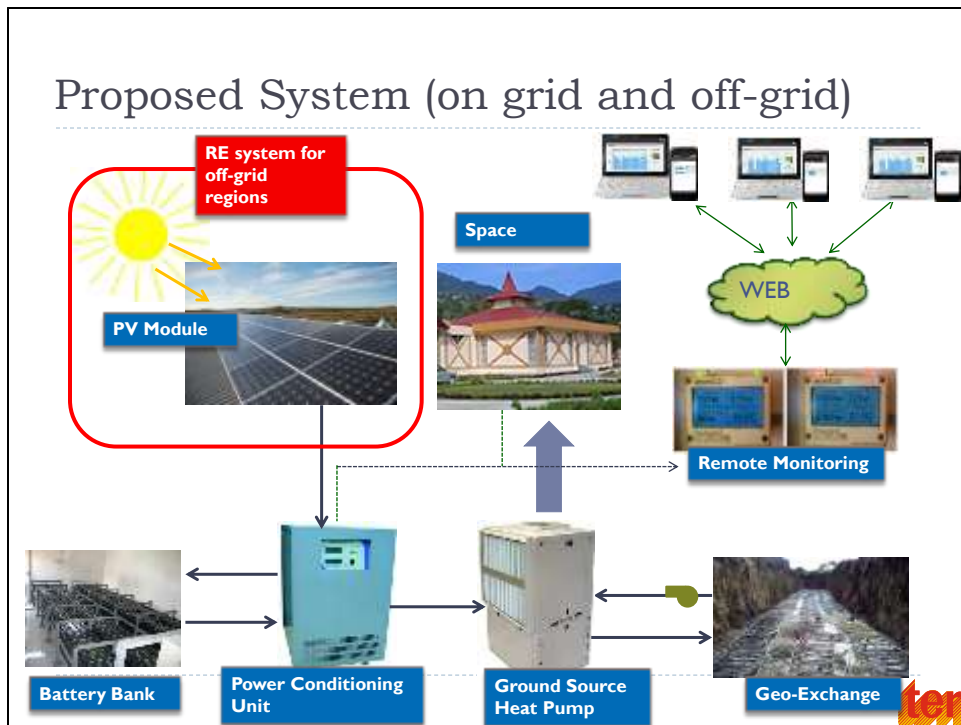 Proposed System (on grid and off-grid)
RE system for
off-grid
regions
Space
PV Module
WEB
Remote Monitoring
Battery Bank
Power Conditioning
Unit
Ground Source
Heat Pump
Geo-Exchange